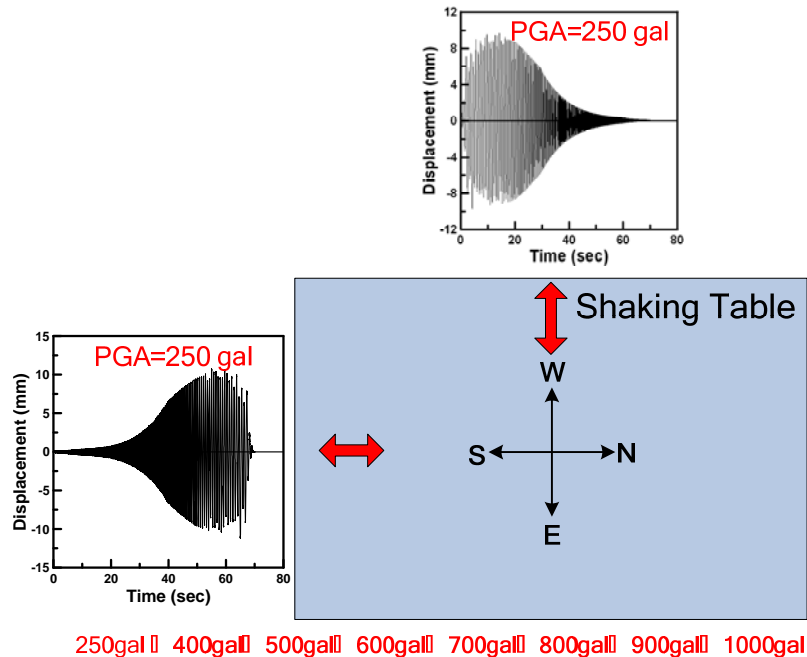 PGA=250 gal
Displacement (mm)
12
8
4
0
-4
-8
-12
0 20 40 60 80
Time (sec)
Shaking Table
W
S N
E
PGA=250 gal
Displacement (mm)
15
10
5
0
-5
-10
-15
0 20 40 60 80
Time (sec)
250gal 400gal 500gal 600gal 700gal 800gal 900gal 1000gal